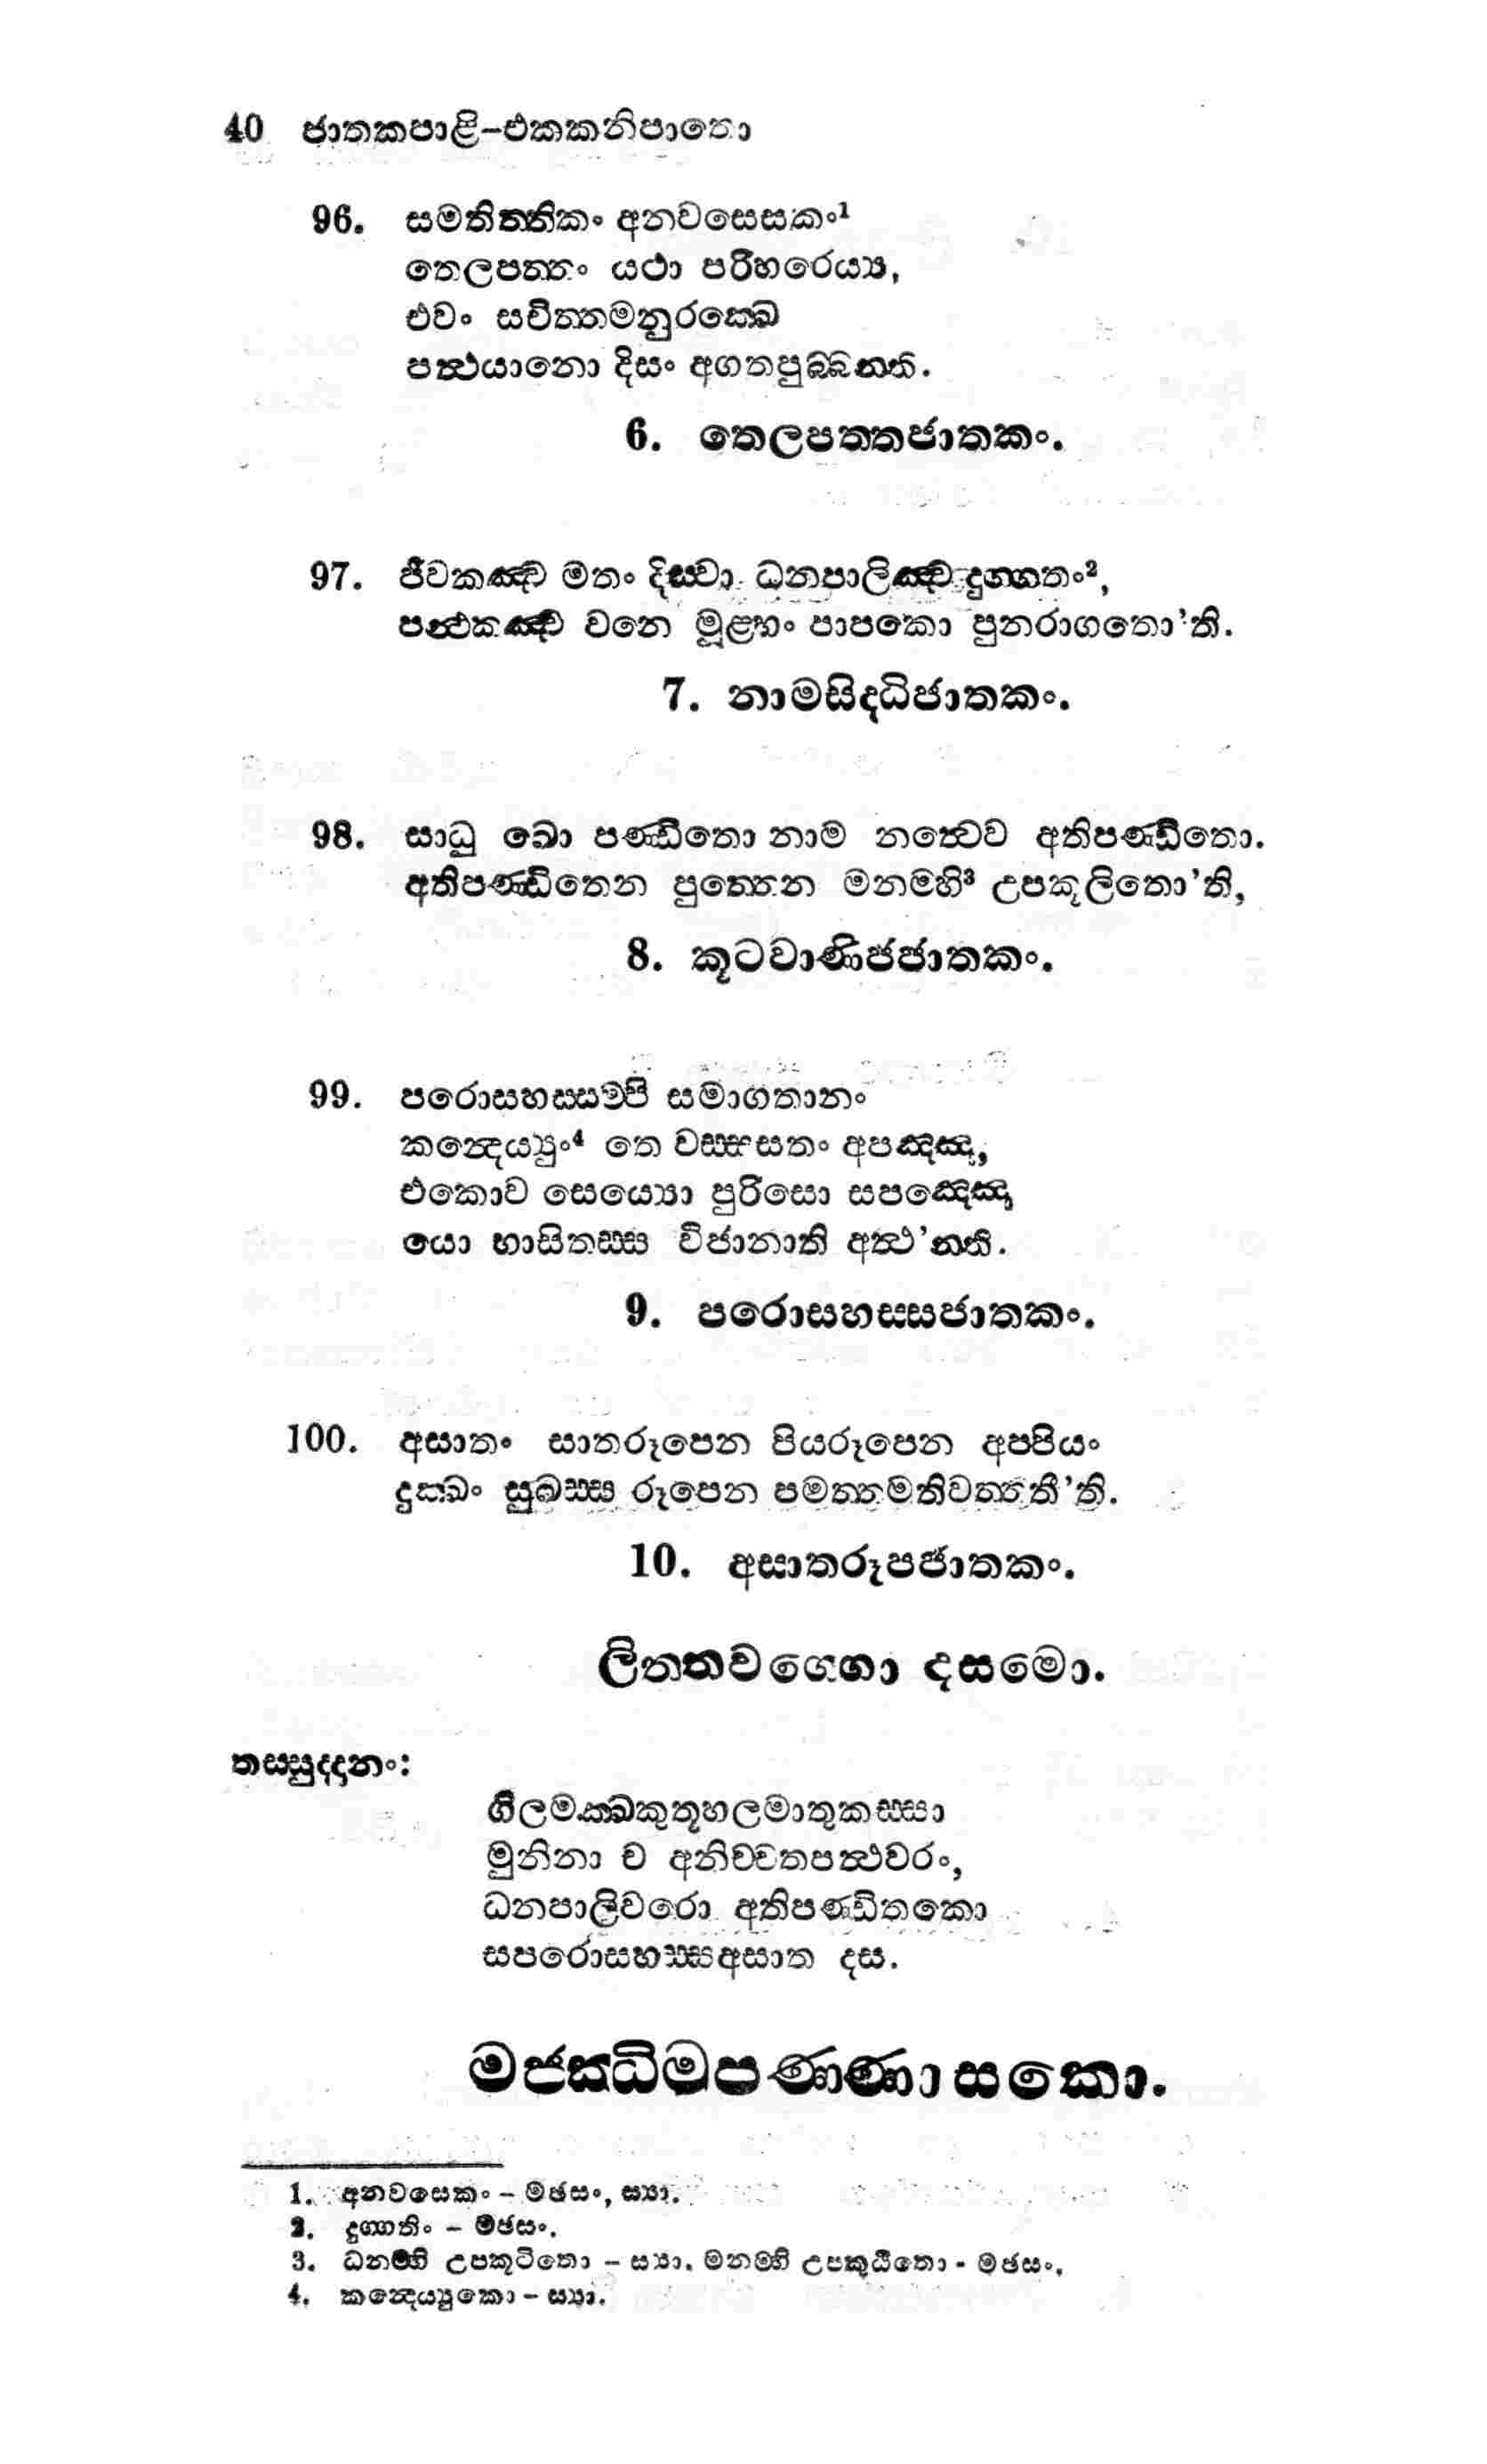 40 ජාතකපාළි-එකකනිපාතො
96. සමතිත්තිකං අනවසෙසකං¹
තෙලපත්තං යථා පරිහරෙය්‍ය,
එවං සචිත්තමනුරක්ඛෙ
පත්ථයානො දිසං අගතපුබ්බන්ති.
6. තෙලපත්තජාතකං.
97. ජීවකඤ්ච මතං දිස්වා ධනපාලිඤ්ච දුග්ගතං²,
පන්ථකඤ්ච වනෙ මූළ්හං පාපකො පුනරාගතො’ති.
7. නාමසිද්ධිජාතකං.
98. සාධු ඛො පණ්ඩිතො නාම නත්වෙව අතිපණ්ඩිතො.
අතිපණ්ඩිතෙන පුත්තෙන මනම්හි³ උපකූලිතො’ති,
8. කූටවාණිජජාතකං.
99. පරොසහස්සම්පි සමාගතානං
කන්දෙය්‍යුං⁴ තෙ වස්සසතං අපඤ්ඤා,
එකොව සෙය්‍යො පුරිසො සපඤ්ඤො
යො භාසිතස්ස විජානාති අත්ථ’න්ති.
9. පරොසහස්සජාතකං.
100. අසාතං සාතරූපෙන පියරූපෙන අප්පියං
දුක්ඛං සුඛස්ස රූපෙන පමත්තමතිවත්තතී’ති.
10. අසාතරූපජාතකං.
ලිත්තවග්ගො දසමො.
තස්සුද්දානං:
ගිලමක්ඛකුතූහලමාතුකස්සා
මුනිනා ච අනිච්චතපත්ථවරං,
ධනපාලිවරො අතිපණ්ඩිතකො
සපරොසහස්සඅසාත දස.
මජ්ඣිමපණ්ණාසකො.
1. අනවසෙකං - මඡසං, ස්‍යා.
2. දුග්ගතිං - මඡසං.
3. ධනම්හි උපකූටිතො - ස්‍යා. මනම්හි උපකුඨිතො - මඡසං.
4. කන්දෙය්‍යුකො - ස්‍යා.